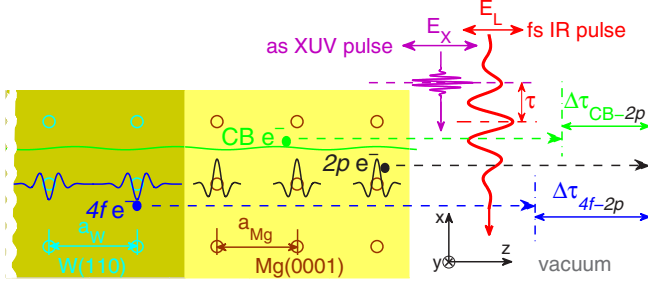 E_L
E_X
fs IR pulse
as XUV pulse
τ
Δτ_CB−2p
CB e⁻
2p e⁻
4f e⁻
Δτ_4f−2p
a_W
a_Mg
x
y
z
W(110)
Mg(0001)
vacuum